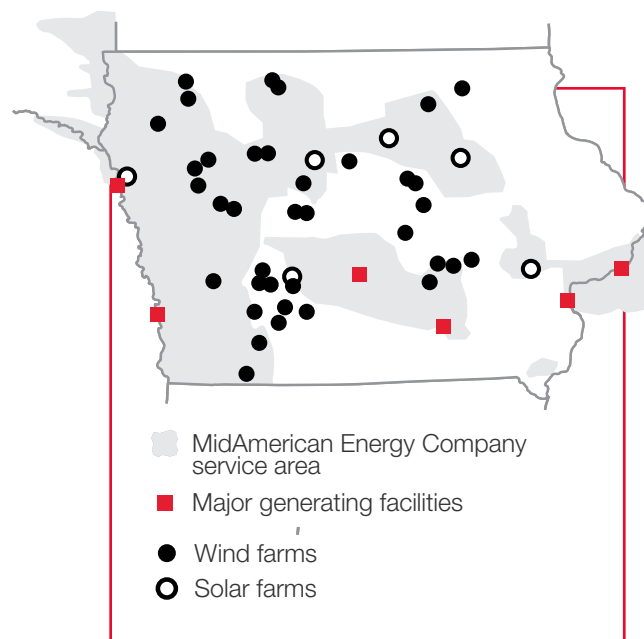 MidAmerican Energy Company
service area
Major generating facilities
Wind farms
Solar farms